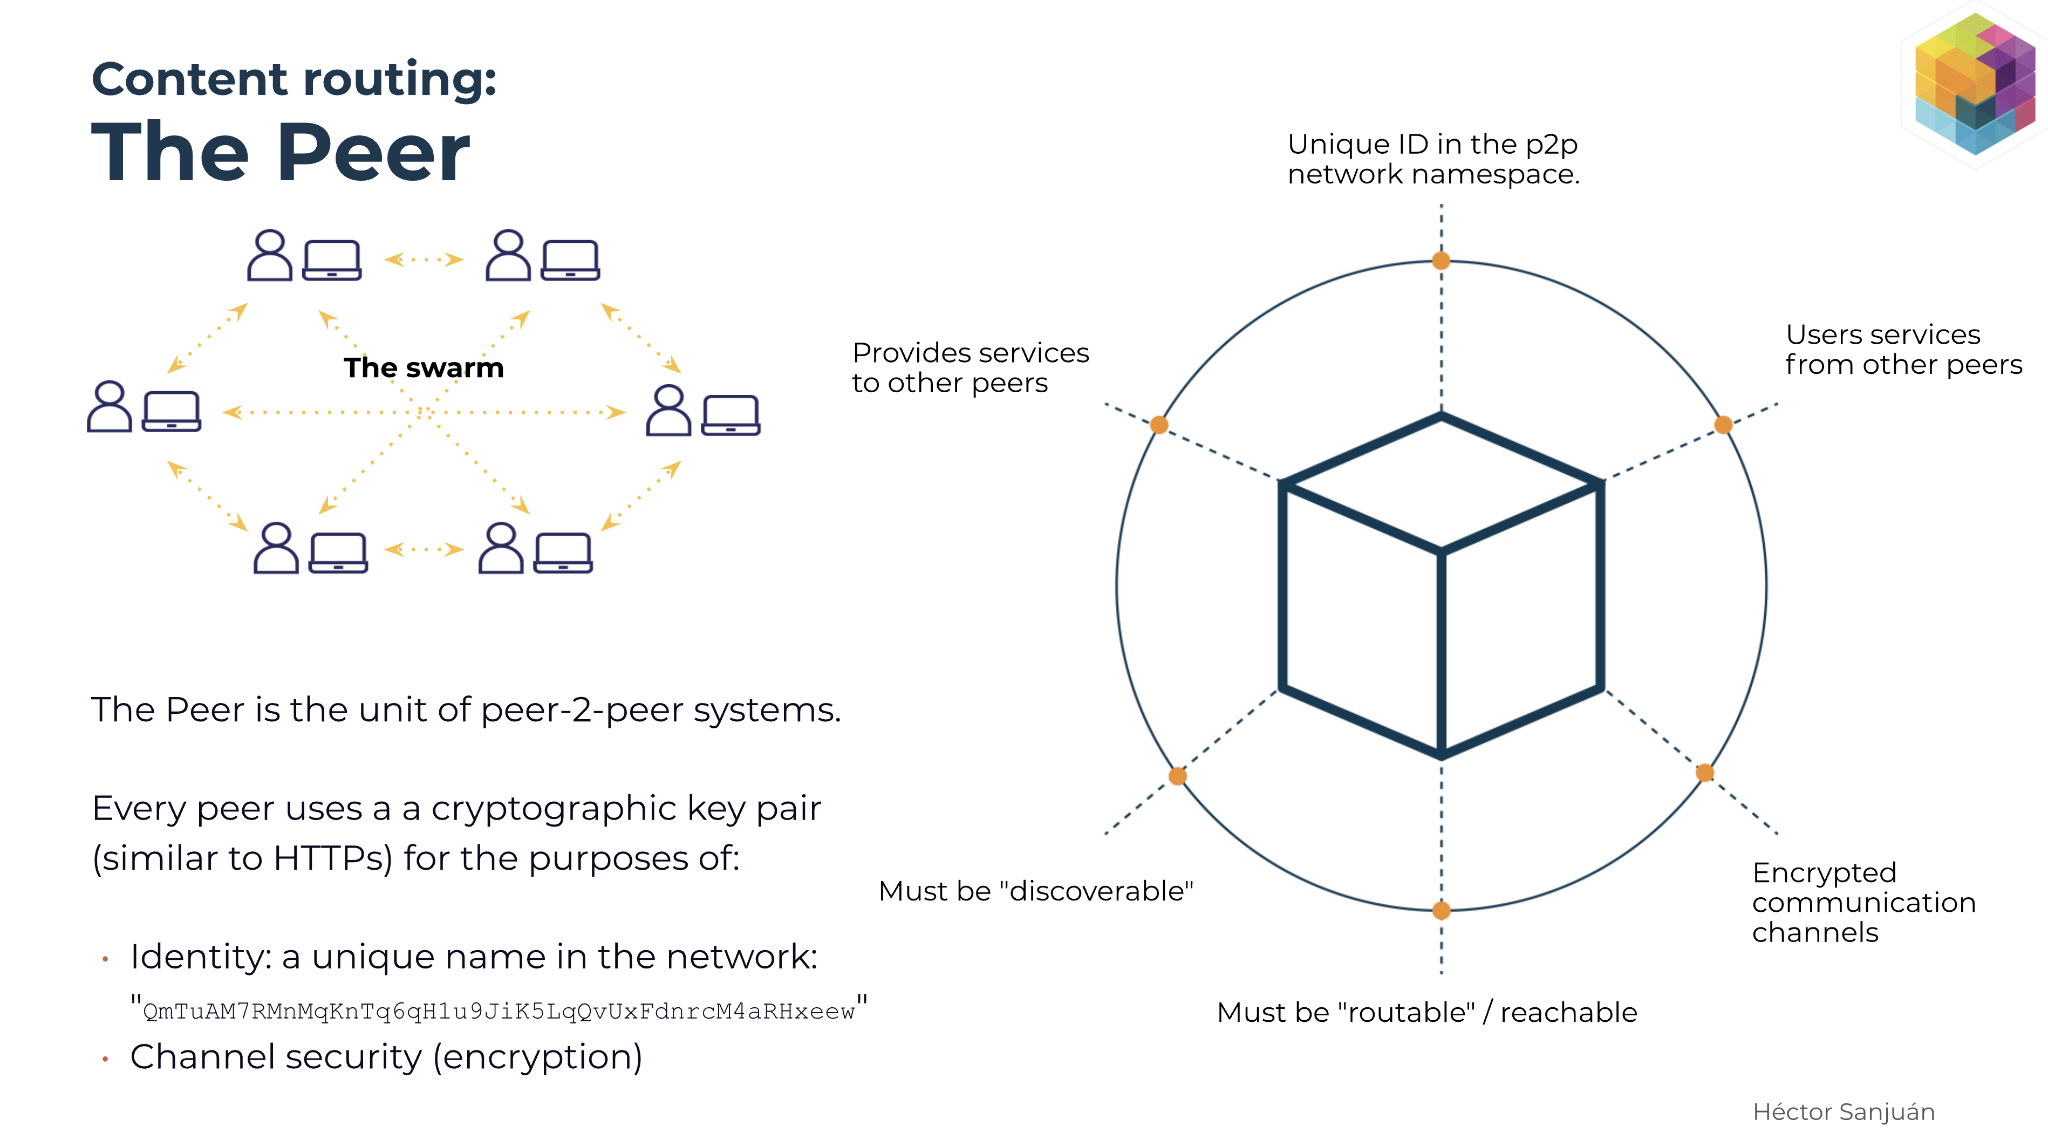 Content routing:
The Peer
The swarm
The Peer is the unit of peer-2-peer systems.
Every peer uses a a cryptographic key pair
(similar to HTTPs) for the purposes of:
• Identity: a unique name in the network:
"QmTuAM7RMnMqKnTq6qH1u9JiK5LqQvUxFdnrcM4aRHxeew"
• Channel security (encryption)
Unique ID in the p2p
network namespace.
Provides services
to other peers
Users services
from other peers
Must be "discoverable"
Encrypted
communication
channels
Must be "routable" / reachable
Héctor Sanjuán